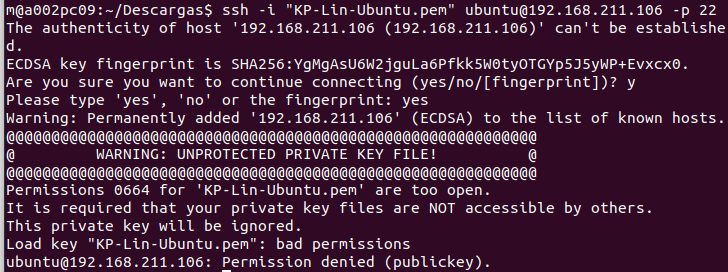 m@a002pc09:~/Descargas$ ssh -i "KP-Lin-Ubuntu.pem" ubuntu@192.168.211.106 -p 22
The authenticity of host '192.168.211.106 (192.168.211.106)' can't be establishe
d.
ECDSA key fingerprint is SHA256:YgMgAsU6W2jguLa6Pfkk5W0tyOTGYp5J5yWP+Evxcx0.
Are you sure you want to continue connecting (yes/no/[fingerprint])? y
Please type 'yes', 'no' or the fingerprint: yes
Warning: Permanently added '192.168.211.106' (ECDSA) to the list of known hosts.
@@@@@@@@@@@@@@@@@@@@@@@@@@@@@@@@@@@@@@@@@@@@@@@@@@@@@@@@@@@
@         WARNING: UNPROTECTED PRIVATE KEY FILE!          @
@@@@@@@@@@@@@@@@@@@@@@@@@@@@@@@@@@@@@@@@@@@@@@@@@@@@@@@@@@@
Permissions 0664 for 'KP-Lin-Ubuntu.pem' are too open.
It is required that your private key files are NOT accessible by others.
This private key will be ignored.
Load key "KP-Lin-Ubuntu.pem": bad permissions
ubuntu@192.168.211.106: Permission denied (publickey).